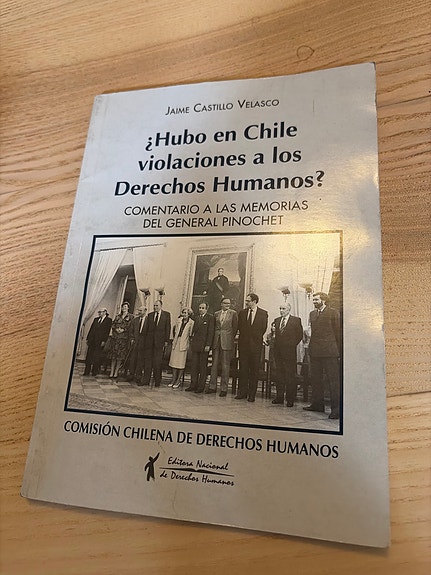 Jaime Castillo Velasco
¿Hubo en Chile
violaciones a los
Derechos Humanos?
COMENTARIO A LAS MEMORIAS
DEL GENERAL PINOCHET
COMISIÓN CHILENA DE DERECHOS HUMANOS
Editora Nacional
de Derechos Humanos